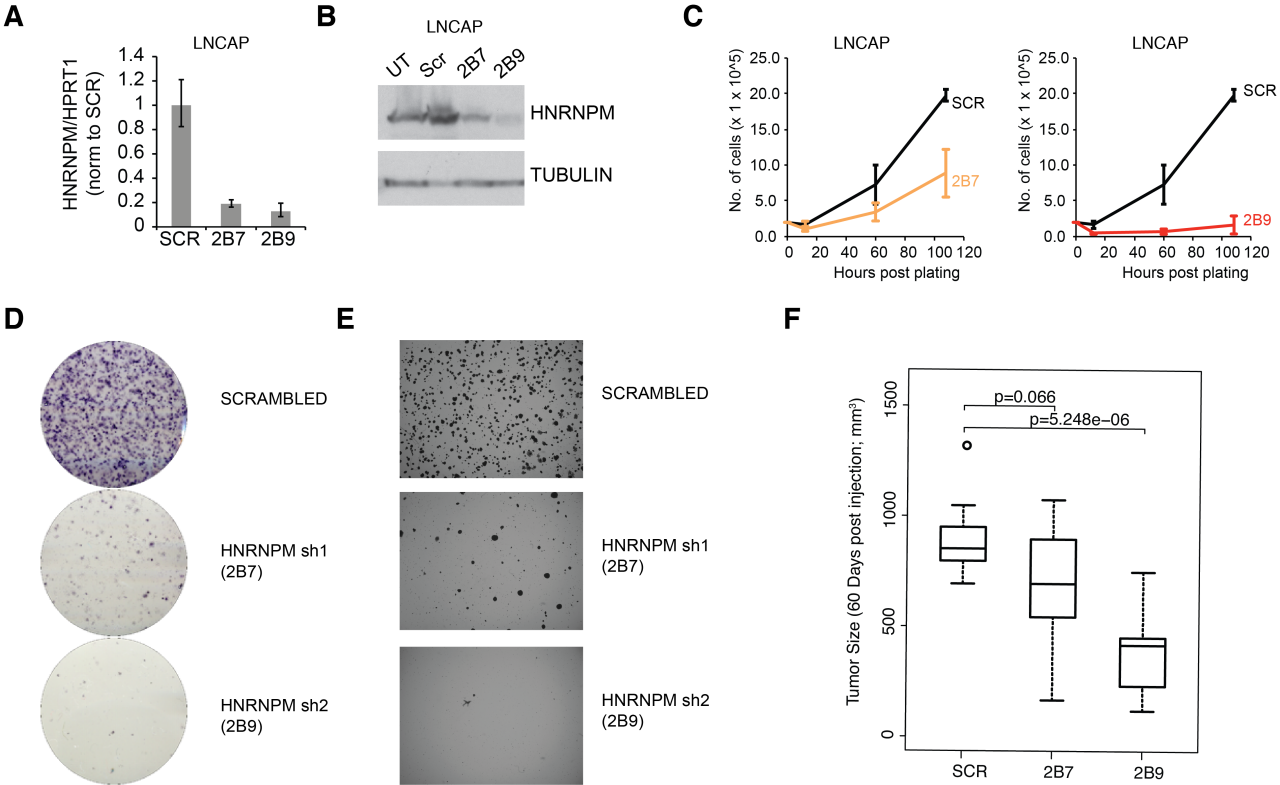 A
LNCAP
HNRNPM/HPRT1
(norm to SCR)
1.4
1.2
1
0.8
0.6
0.4
0.2
0
SCR 2B7 2B9
B
LNCAP
UT Scr 2B7 2B9
HNRNPM
TUBULIN
C
LNCAP
No. of cells (x 1 x 10^5)
25.0
20.0
15.0
10.0
5.0
0.0
SCR
2B7
0 20 40 60 80 100 120
Hours post plating
LNCAP
No. of cells (x 1 x 10^5)
25.0
20.0
15.0
10.0
5.0
0.0
SCR
2B9
0 20 40 60 80 100 120
Hours post plating
D
SCRAMBLED
HNRNPM sh1
(2B7)
HNRNPM sh2
(2B9)
E
SCRAMBLED
HNRNPM sh1
(2B7)
HNRNPM sh2
(2B9)
F
Tumor Size (60 Days post injection; mm³)
1500
1000
500
0
p=0.066
p=5.248e−06
SCR 2B7 2B9